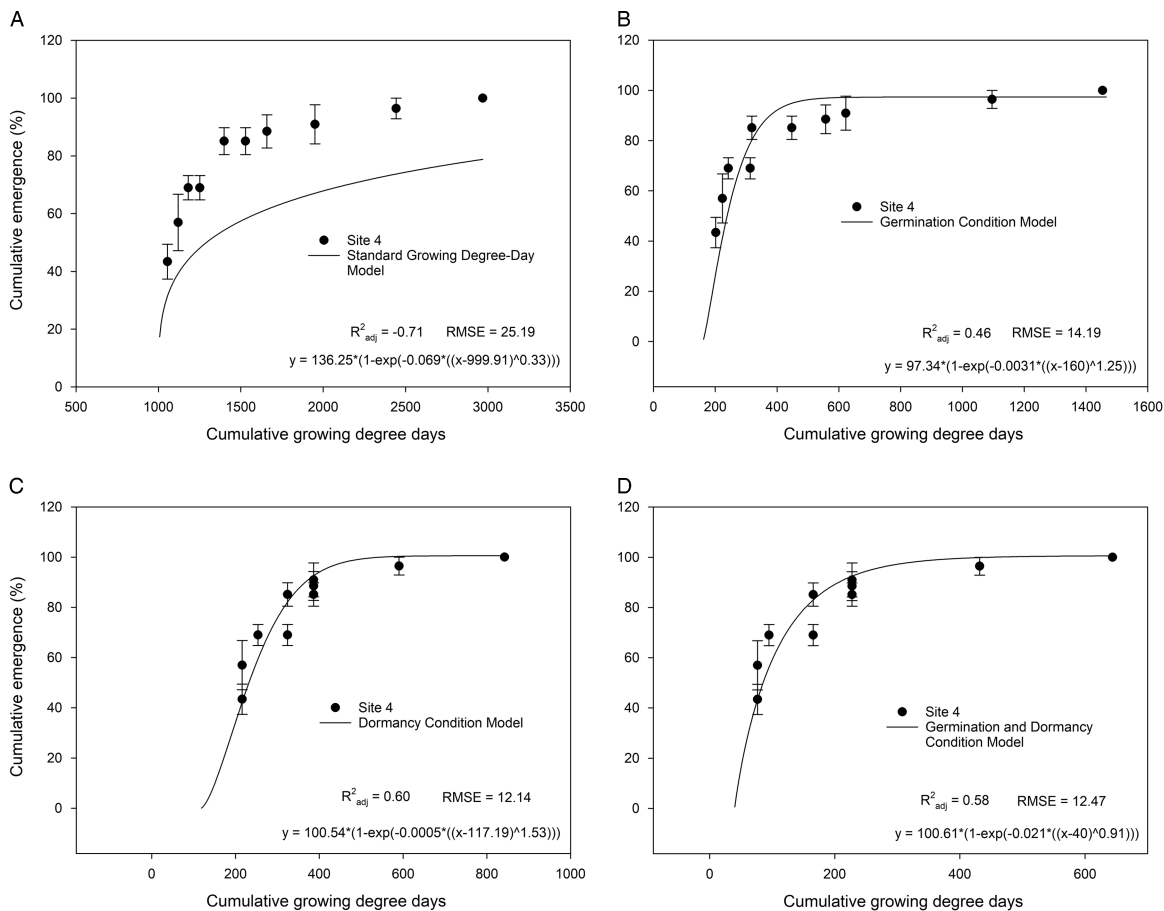 A
120
100
80
60
40
20
0
Cumulative emergence (%)
Site 4
Standard Growing Degree-Day
Model
R²adj = -0.71 RMSE = 25.19
y = 136.25*(1-exp(-0.069*((x-999.91)^0.33)))
500 1000 1500 2000 2500 3000 3500
Cumulative growing degree days
B
120
100
80
60
40
20
0
Site 4
Germination Condition Model
R²adj = 0.46 RMSE = 14.19
y = 97.34*(1-exp(-0.0031*((x-160)^1.25)))
0 200 400 600 800 1000 1200 1400 1600
Cumulative growing degree days
C
120
100
80
60
40
20
0
Cumulative emergence (%)
Site 4
Dormancy Condition Model
R²adj = 0.60 RMSE = 12.14
y = 100.54*(1-exp(-0.0005*((x-117.19)^1.53)))
0 200 400 600 800 1000
Cumulative growing degree days
D
120
100
80
60
40
20
0
Site 4
Germination and Dormancy
Condition Model
R²adj = 0.58 RMSE = 12.47
y = 100.61*(1-exp(-0.021*((x-40)^0.91)))
0 200 400 600
Cumulative growing degree days